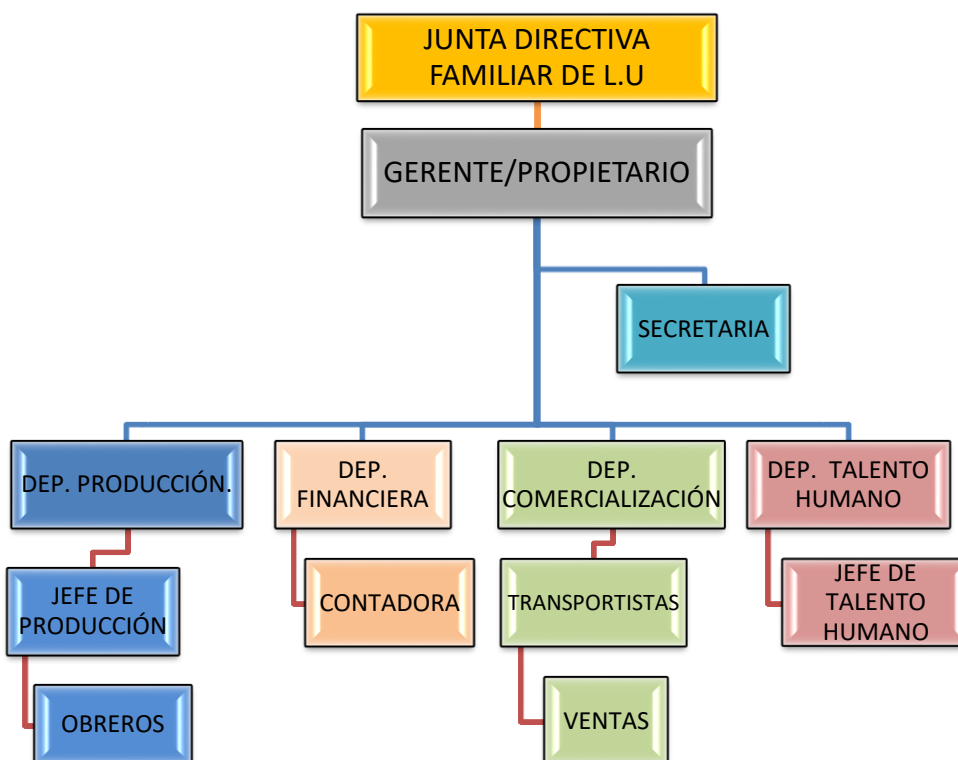 JUNTA DIRECTIVA
FAMILIAR DE L.U
GERENTE/PROPIETARIO
SECRETARIA
DEP. PRODUCCIÓN.
DEP.
FINANCIERA
DEP.
COMERCIALIZACIÓN
DEP. TALENTO
HUMANO
JEFE DE
PRODUCCIÓN
CONTADORA
TRANSPORTISTAS
JEFE DE
TALENTO
HUMANO
OBREROS
VENTAS